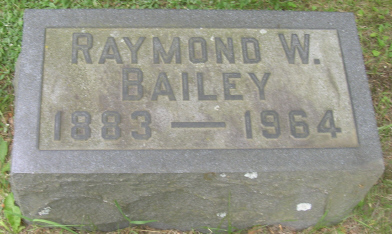 RAYMOND W.
BAILEY
1883 — 1964